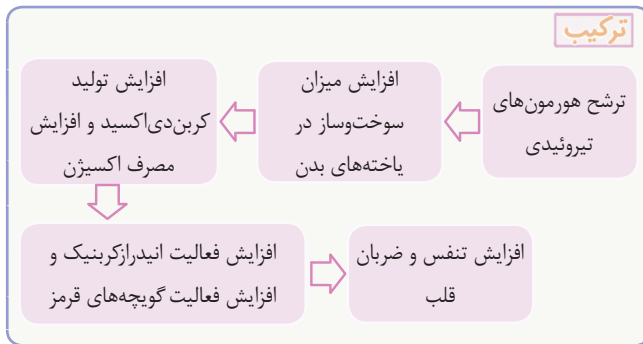 ترکیب
ترشح هورمون‌های
تیروئیدی
افزایش میزان
سوخت‌وساز در
یاخته‌های بدن
افزایش تولید
کربن‌دی‌اکسید و افزایش
مصرف اکسیژن
افزایش فعالیت انیدرازکربنیک و
افزایش فعالیت گویچه‌های قرمز
افزایش تنفس و ضربان
قلب